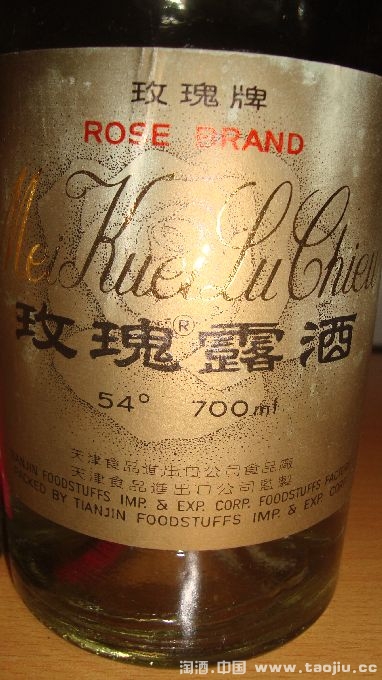 玫瑰牌
ROSE BRAND
Mei Kuei Lu Chiew
玫瑰®露酒
54° 700ml
天津食品進出口公司食品廠
天津食品進出口公司監製
TIANJIN FOODSTUFFS IMP. & EXP. CORP. FOODSTUFFS
PACKED BY TIANJIN FOODSTUFFS IMP. & EXP.
淘酒.中国 www.taojiu.cc